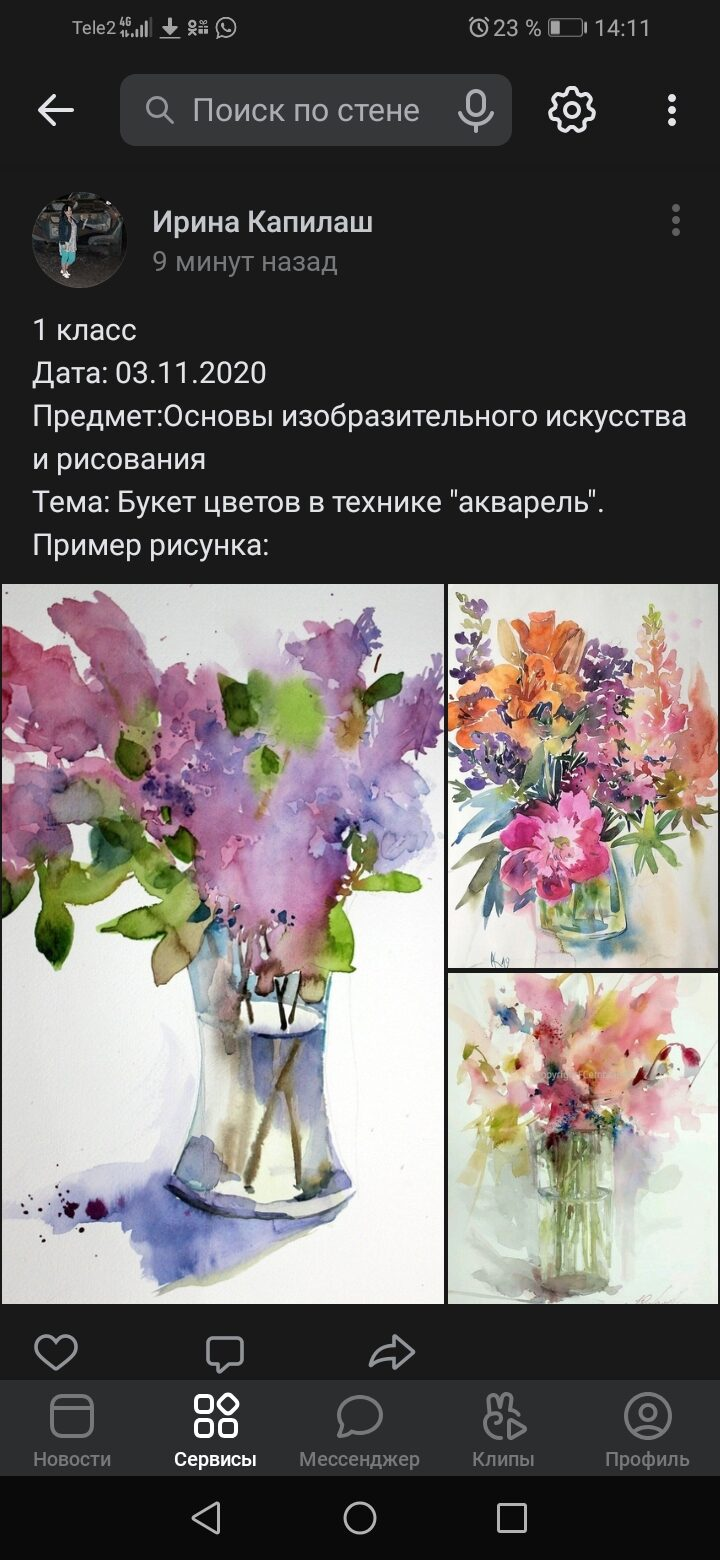 Tele2 4G 23 % 14:11
Поиск по стене
Ирина Капилаш
9 минут назад
1 класс
Дата: 03.11.2020
Предмет:Основы изобразительного искусства
и рисования
Тема: Букет цветов в технике "акварель".
Пример рисунка:
Новости Сервисы Мессенджер Клипы Профиль